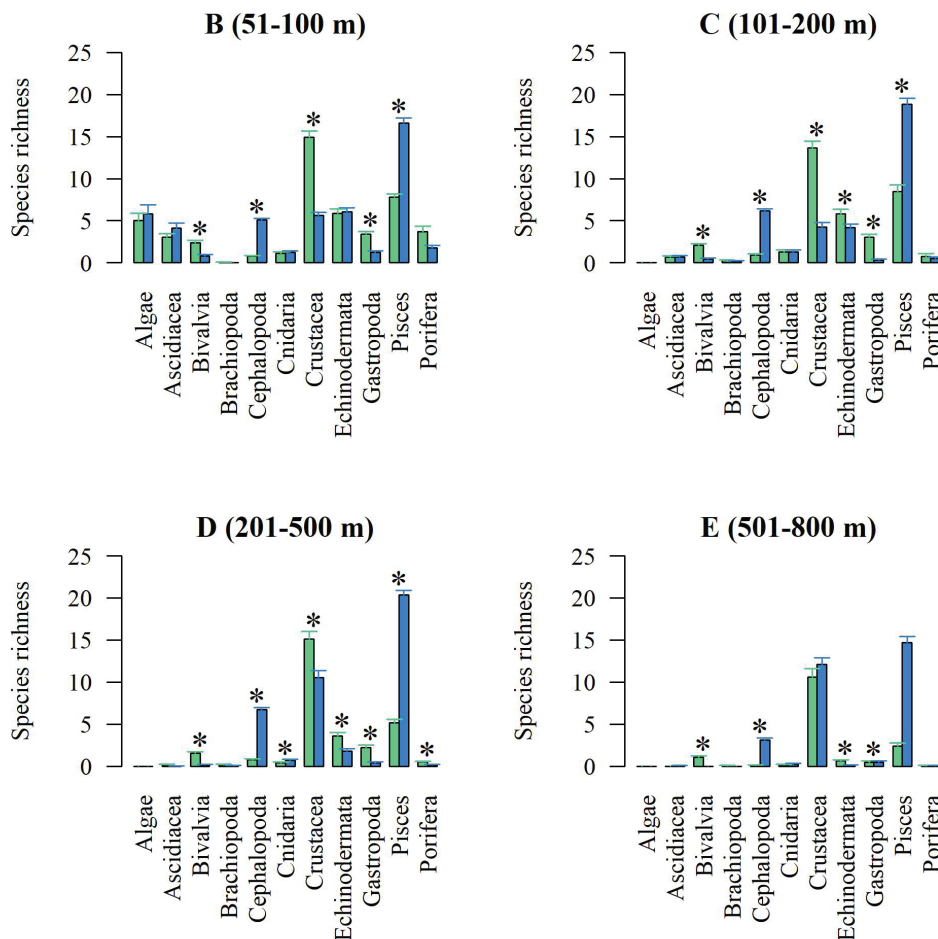 B (51-100 m)
Species richness
25
20
15
10
5
0
*
*
*
*
*
Algae
Ascidiacea
Bivalvia
Brachiopoda
Cephalopoda
Cnidaria
Crustacea
Echinodermata
Gastropoda
Pisces
Porifera
C (101-200 m)
Species richness
25
20
15
10
5
0
*
*
*
*
*
*
Algae
Ascidiacea
Bivalvia
Brachiopoda
Cephalopoda
Cnidaria
Crustacea
Echinodermata
Gastropoda
Pisces
Porifera
D (201-500 m)
Species richness
25
20
15
10
5
0
*
*
*
*
*
*
*
*
Algae
Ascidiacea
Bivalvia
Brachiopoda
Cephalopoda
Cnidaria
Crustacea
Echinodermata
Gastropoda
Pisces
Porifera
E (501-800 m)
Species richness
25
20
15
10
5
0
*
*
*
*
Algae
Ascidiacea
Bivalvia
Brachiopoda
Cephalopoda
Cnidaria
Crustacea
Echinodermata
Gastropoda
Pisces
Porifera